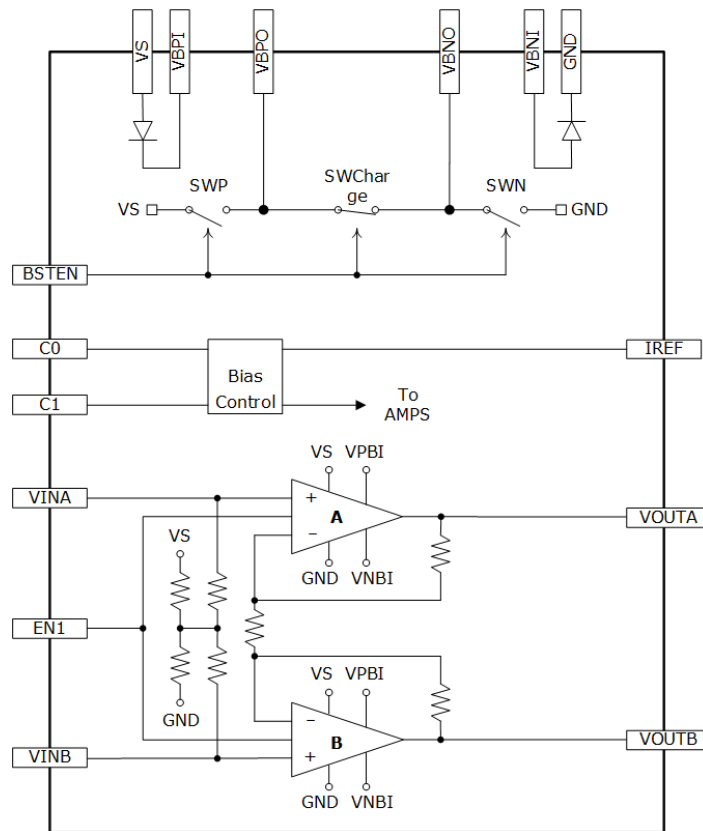 VS
VBPI
VBPO
VBNO
VBNI
GND
SWP
SWChar
ge
SWN
VS
GND
BSTEN
C0
IREF
Bias
Control
C1
To
AMPS
VS VPBI
VINA
+
A
VOUTA
−
VS
GND VNBI
EN1
VS VPBI
GND
−
B
VOUTB
VINB
+
GND VNBI